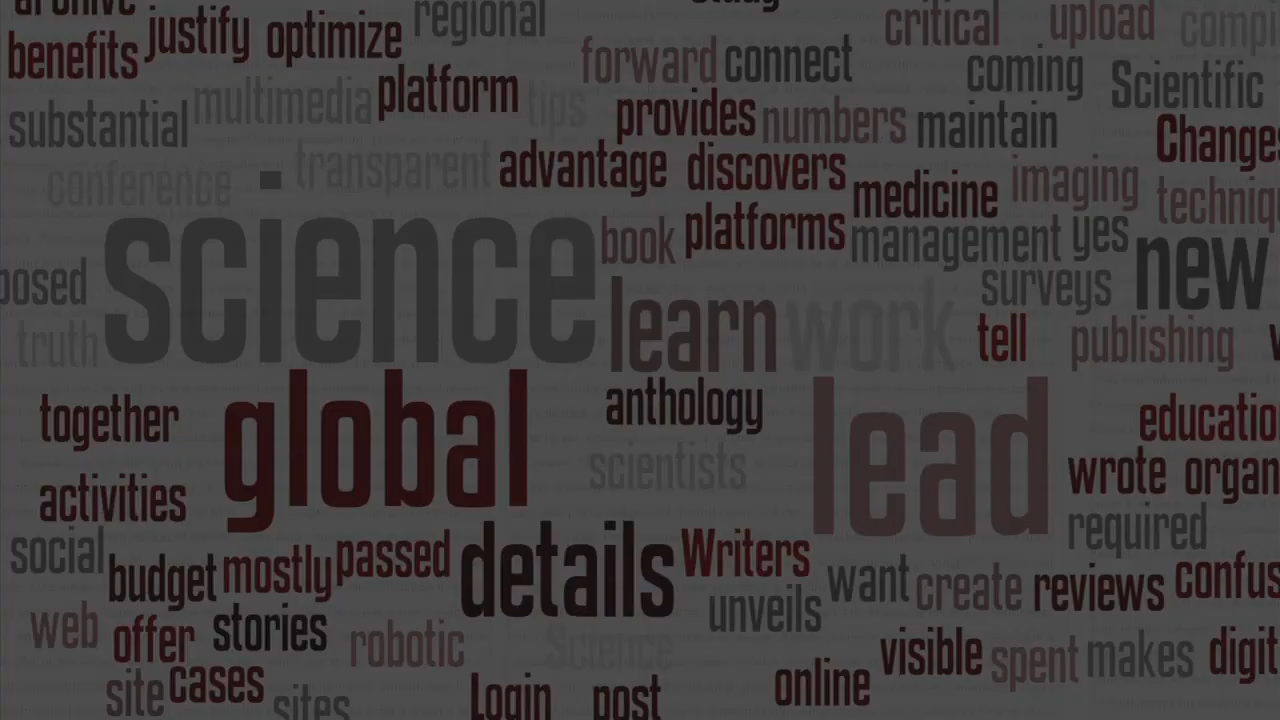 archive justify optimize regional study critical upload
benefits forward connect coming Scientific
substantial multimedia platform tips provides numbers maintain
conference transparent advantage discovers medicine imaging
science book platforms management yes new
surveys
truth learn work tell publishing
together global anthology lead
scientists wrote
activities required
social budget mostly passed details Writers want create reviews
web offer stories robotic Science unveils visible spent makes
site cases sites Login post online